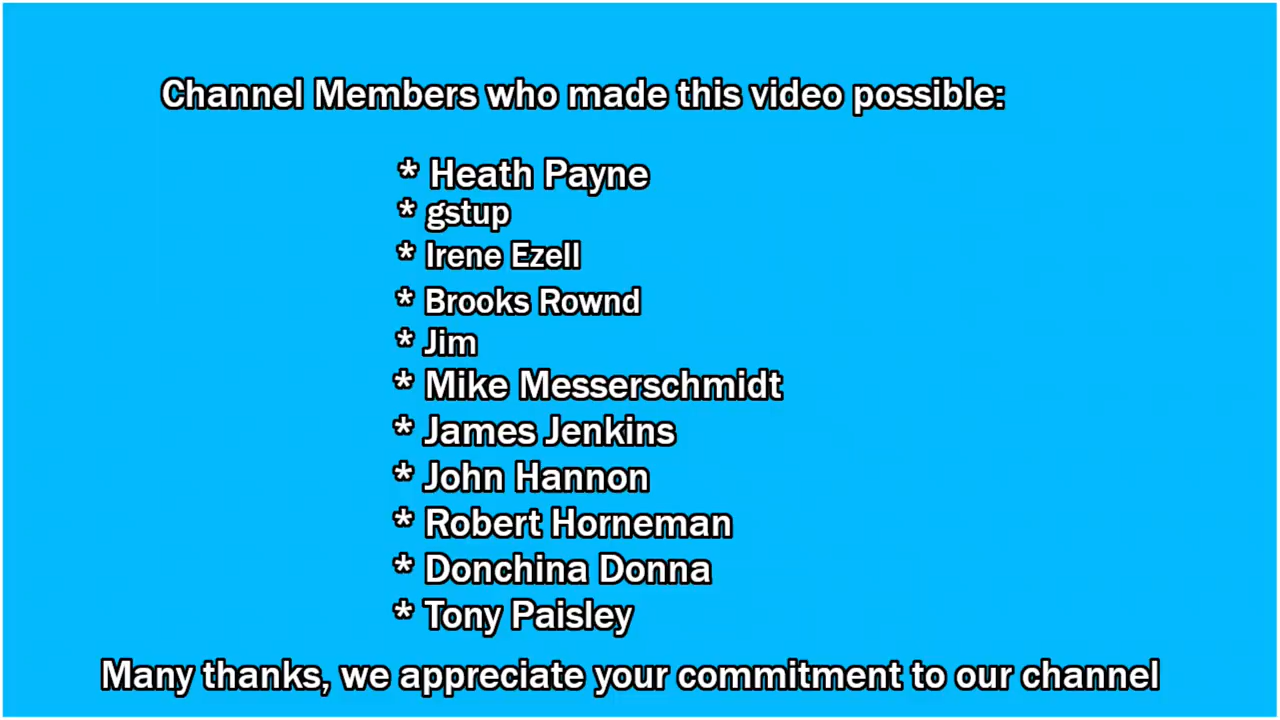 Channel Members who made this video possible:
* Heath Payne
* gstup
* Irene Ezell
* Brooks Rownd
* Jim
* Mike Messerschmidt
* James Jenkins
* John Hannon
* Robert Horneman
* Donchina Donna
* Tony Paisley
Many thanks, we appreciate your commitment to our channel